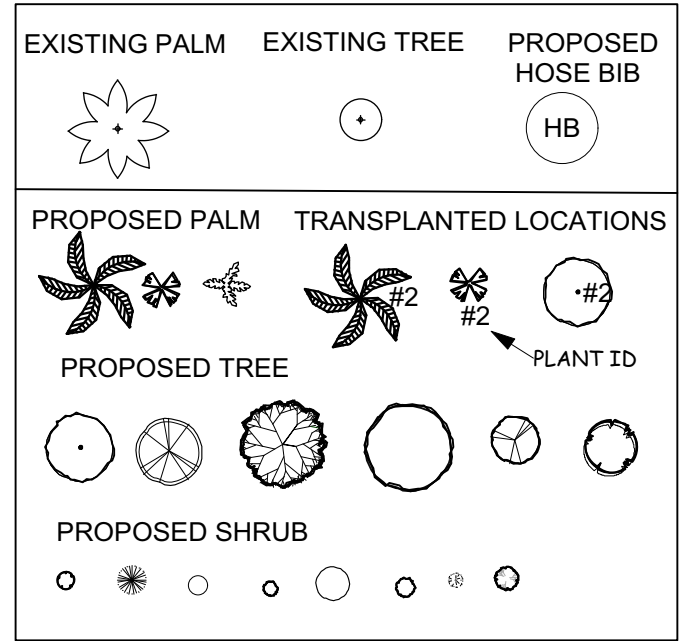 EXISTING PALM
EXISTING TREE
PROPOSED
HOSE BIB
HB
PROPOSED PALM
TRANSPLANTED LOCATIONS
#2
#2
#2
PLANT ID
PROPOSED TREE
PROPOSED SHRUB